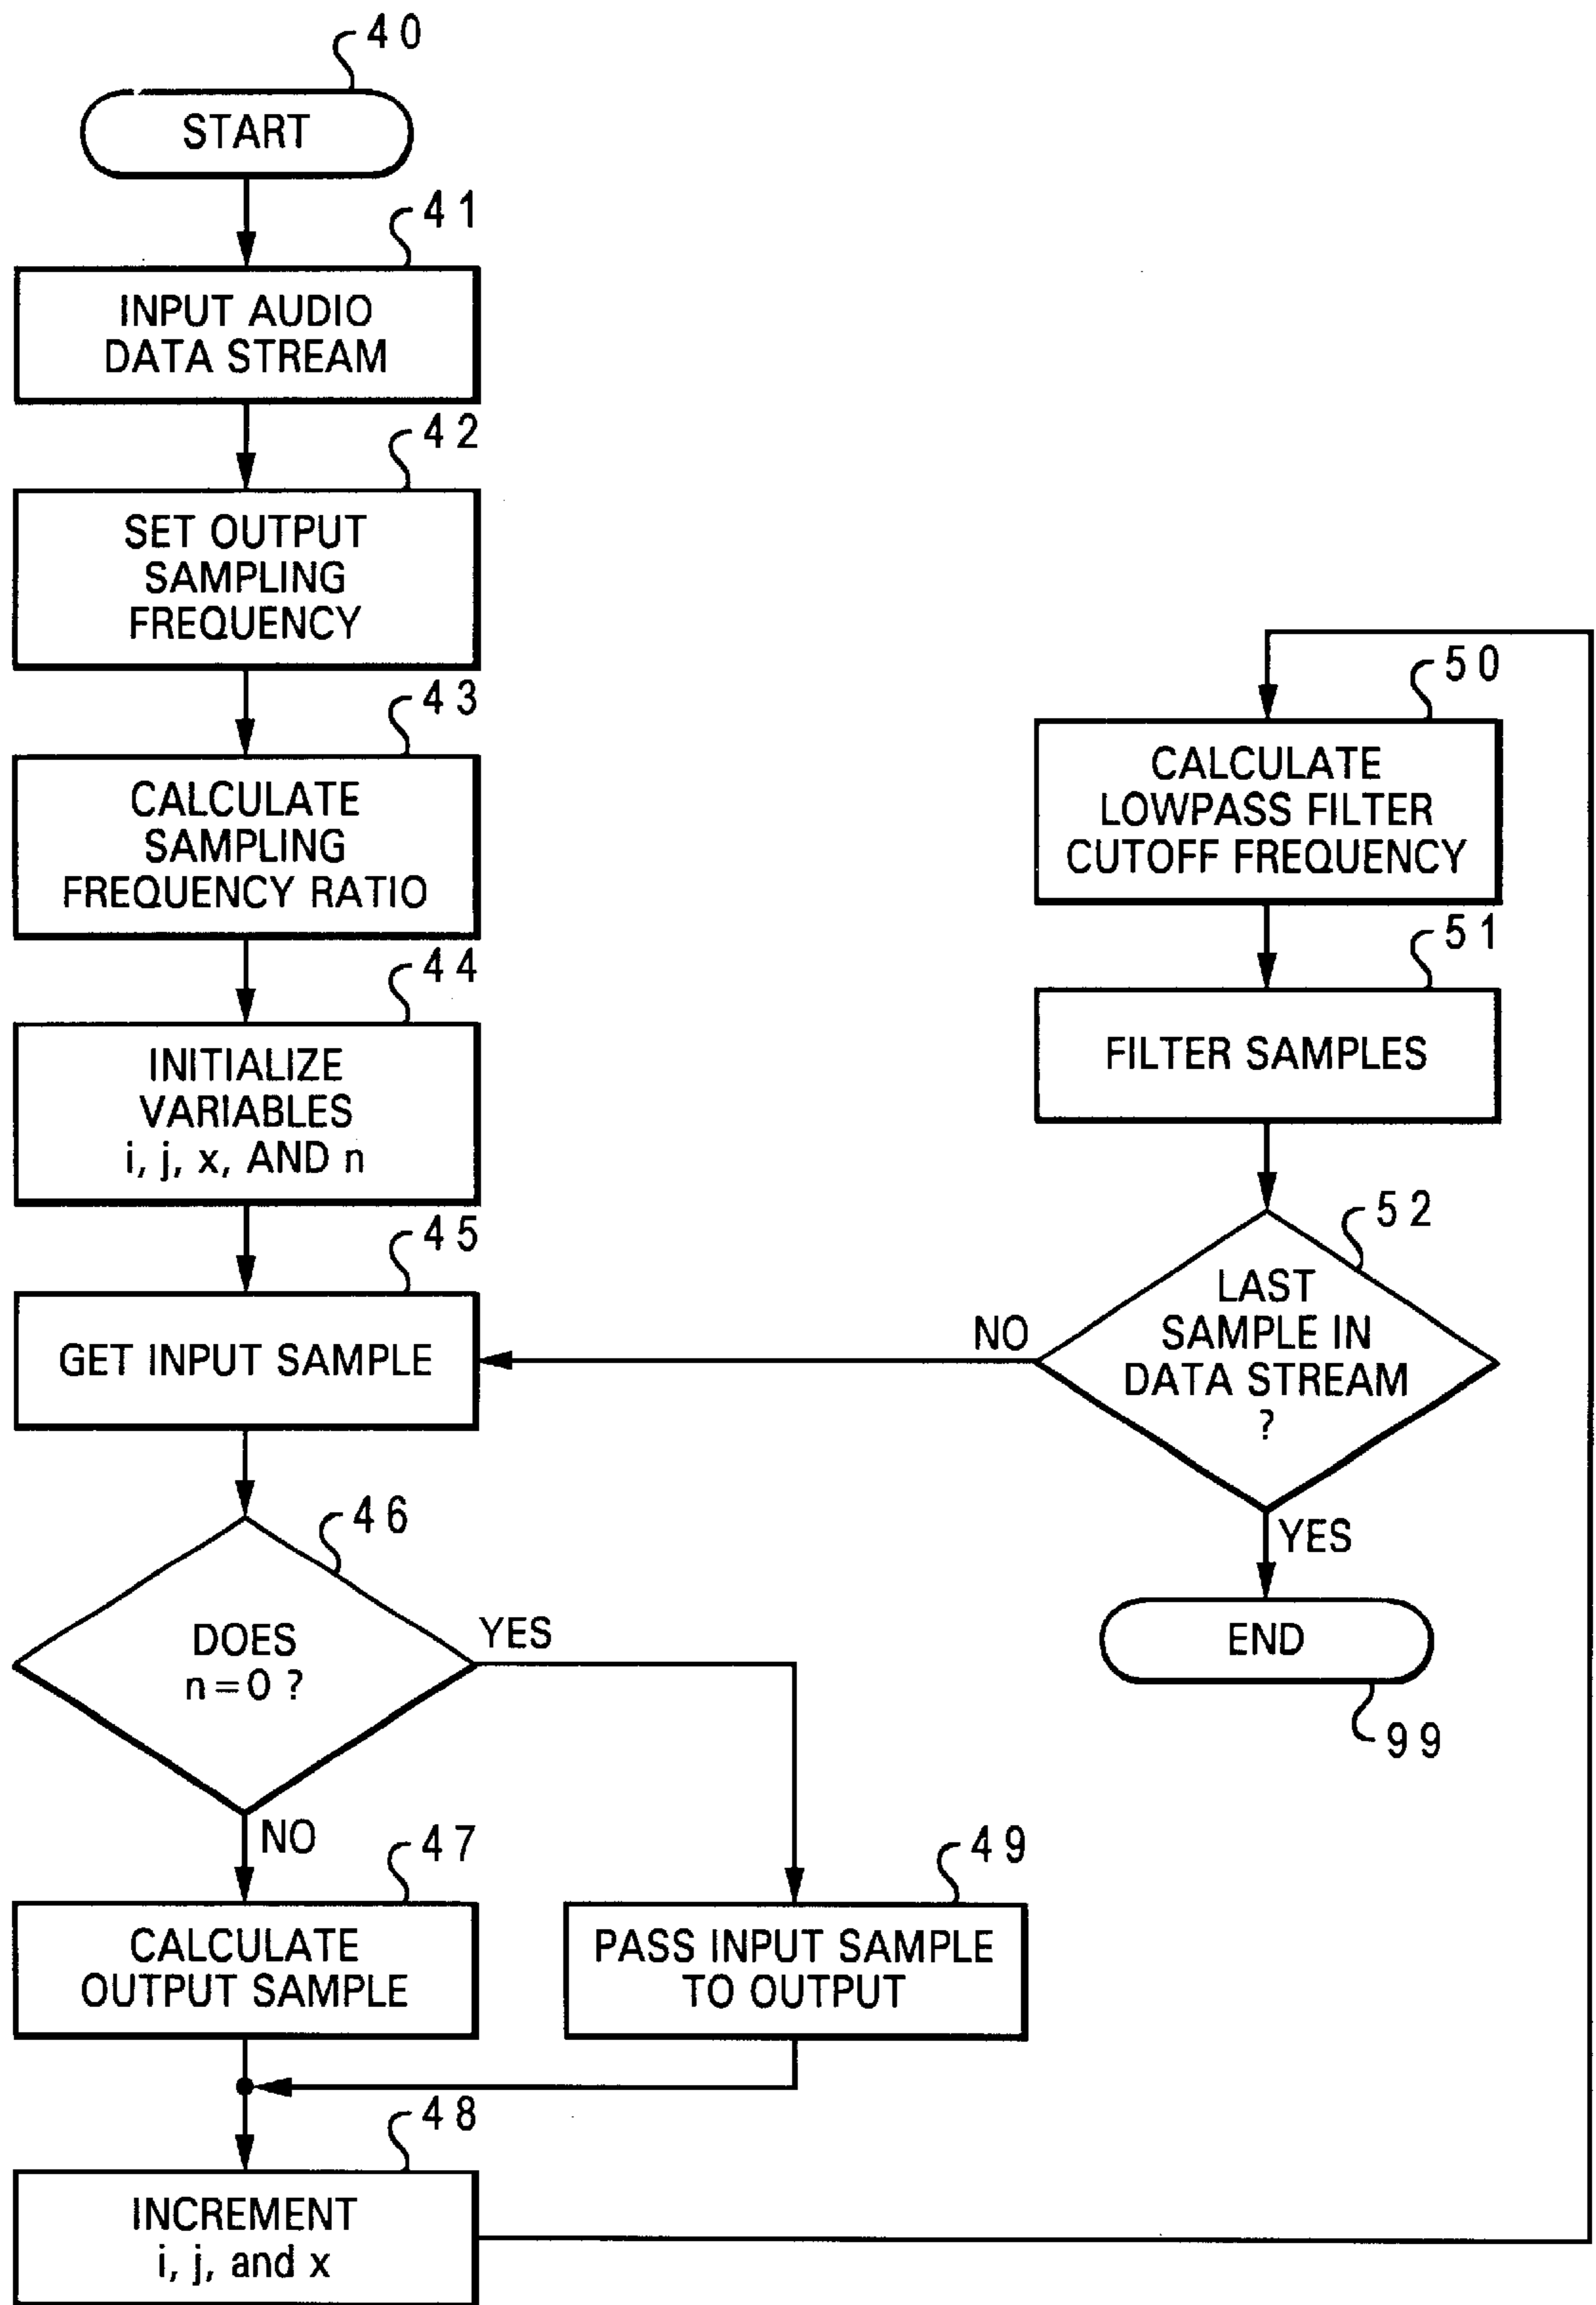 40
START
41
INPUT AUDIO
DATA STREAM
42
SET OUTPUT
SAMPLING
FREQUENCY
43
CALCULATE
SAMPLING
FREQUENCY RATIO
44
INITIALIZE
VARIABLES
i, j, x, AND n
45
GET INPUT SAMPLE
46
DOES
n=0 ?
YES
NO
47
CALCULATE
OUTPUT SAMPLE
49
PASS INPUT SAMPLE
TO OUTPUT
48
INCREMENT
i, j, and x
50
CALCULATE
LOWPASS FILTER
CUTOFF FREQUENCY
51
FILTER SAMPLES
52
LAST
SAMPLE IN
DATA STREAM
?
NO
YES
END
99